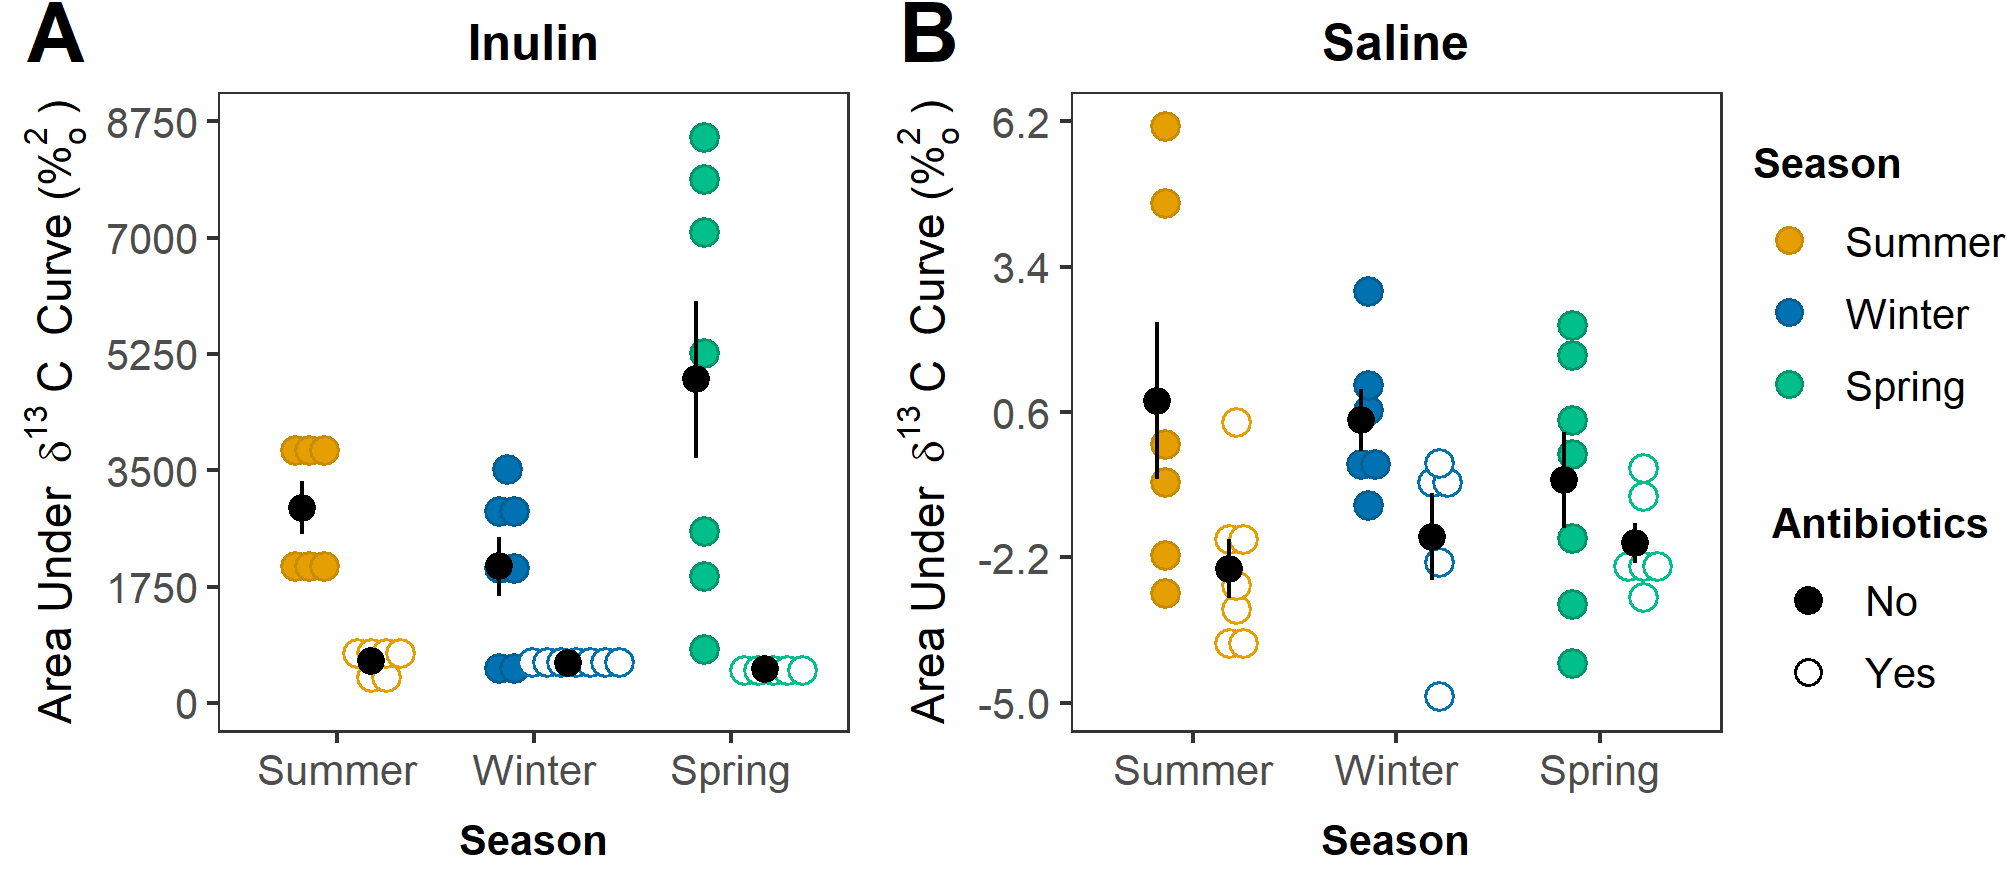 A
Inulin
Area Under δ13 C Curve (‰2)
8750
7000
5250
3500
1750
0
Summer Winter Spring
Season
B
Saline
Area Under δ13 C Curve (‰2)
6.2
3.4
0.6
-2.2
-5.0
Summer Winter Spring
Season
Season
Summer
Winter
Spring
Antibiotics
No
Yes